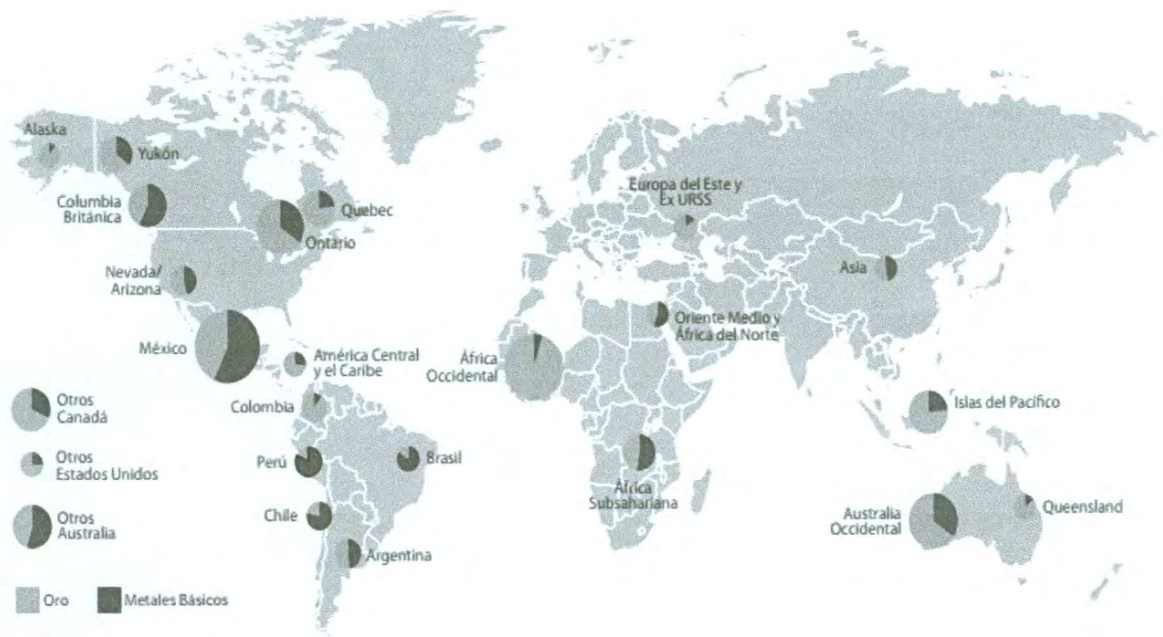 Alaska
Yukón
Columbia
Británica
Quebec
Ontario
Nevada/
Arizona
México
América Central
y el Caribe
Colombia
Perú
Brasil
Chile
Argentina
Europa del Este y
Ex URSS
Asia
Oriente Medio y
África del Norte
África
Occidental
África
Subsahariana
Islas del Pacífico
Australia
Occidental
Queensland
Otros
Canadá
Otros
Estados Unidos
Otros
Australia
Oro
Metales Básicos